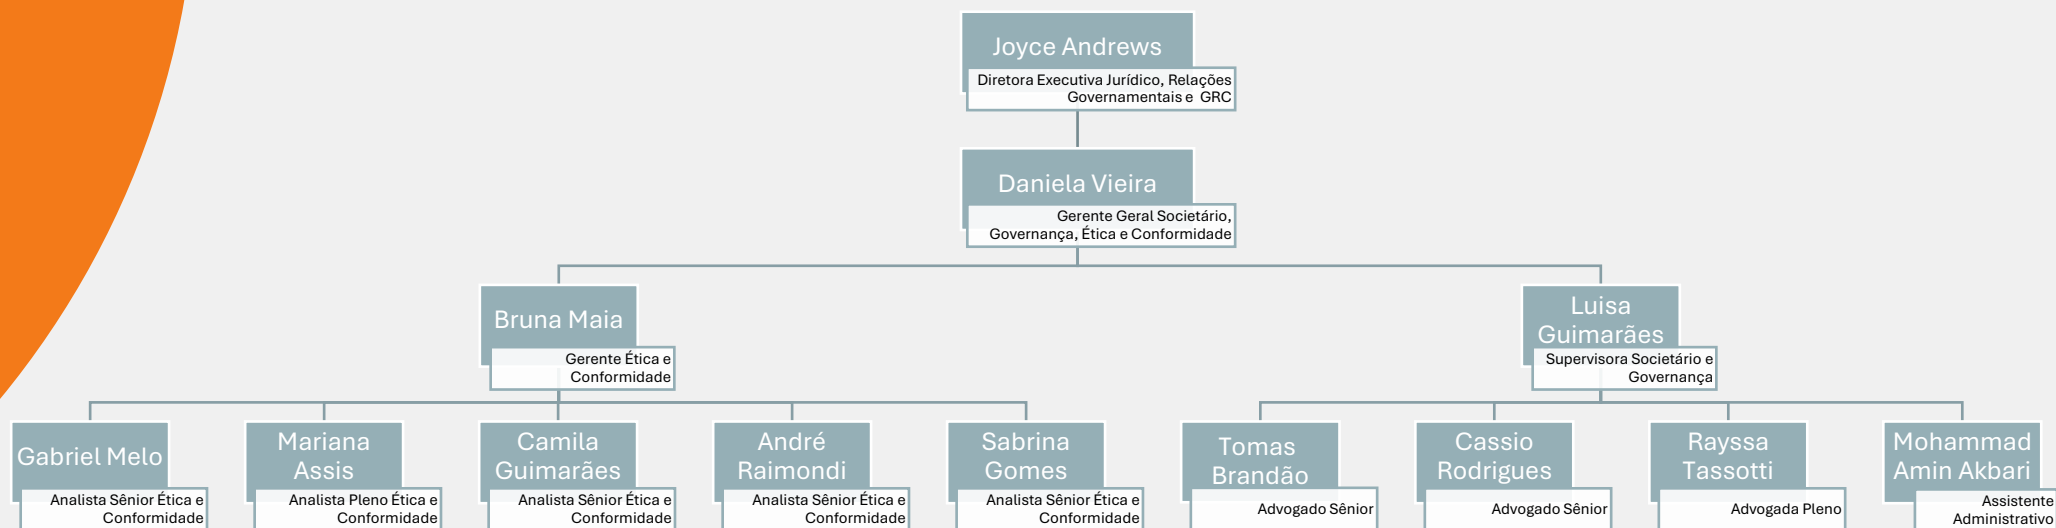 Joyce Andrews
Diretora Executiva Jurídico, Relações
Governamentais e GRC
Daniela Vieira
Gerente Geral Societário,
Governança, Ética e Conformidade
Bruna Maia
Gerente Ética e
Conformidade
Luisa
Guimarães
Supervisora Societário e
Governança
Gabriel Melo
Analista Sênior Ética e
Conformidade
Mariana
Assis
Analista Pleno Ética e
Conformidade
Camila
Guimarães
Analista Sênior Ética e
Conformidade
André
Raimondi
Analista Sênior Ética e
Conformidade
Sabrina
Gomes
Analista Sênior Ética e
Conformidade
Tomas
Brandão
Advogado Sênior
Cassio
Rodrigues
Advogado Sênior
Rayssa
Tassotti
Advogada Pleno
Mohammad
Amin Akbari
Assistente
Administrativo